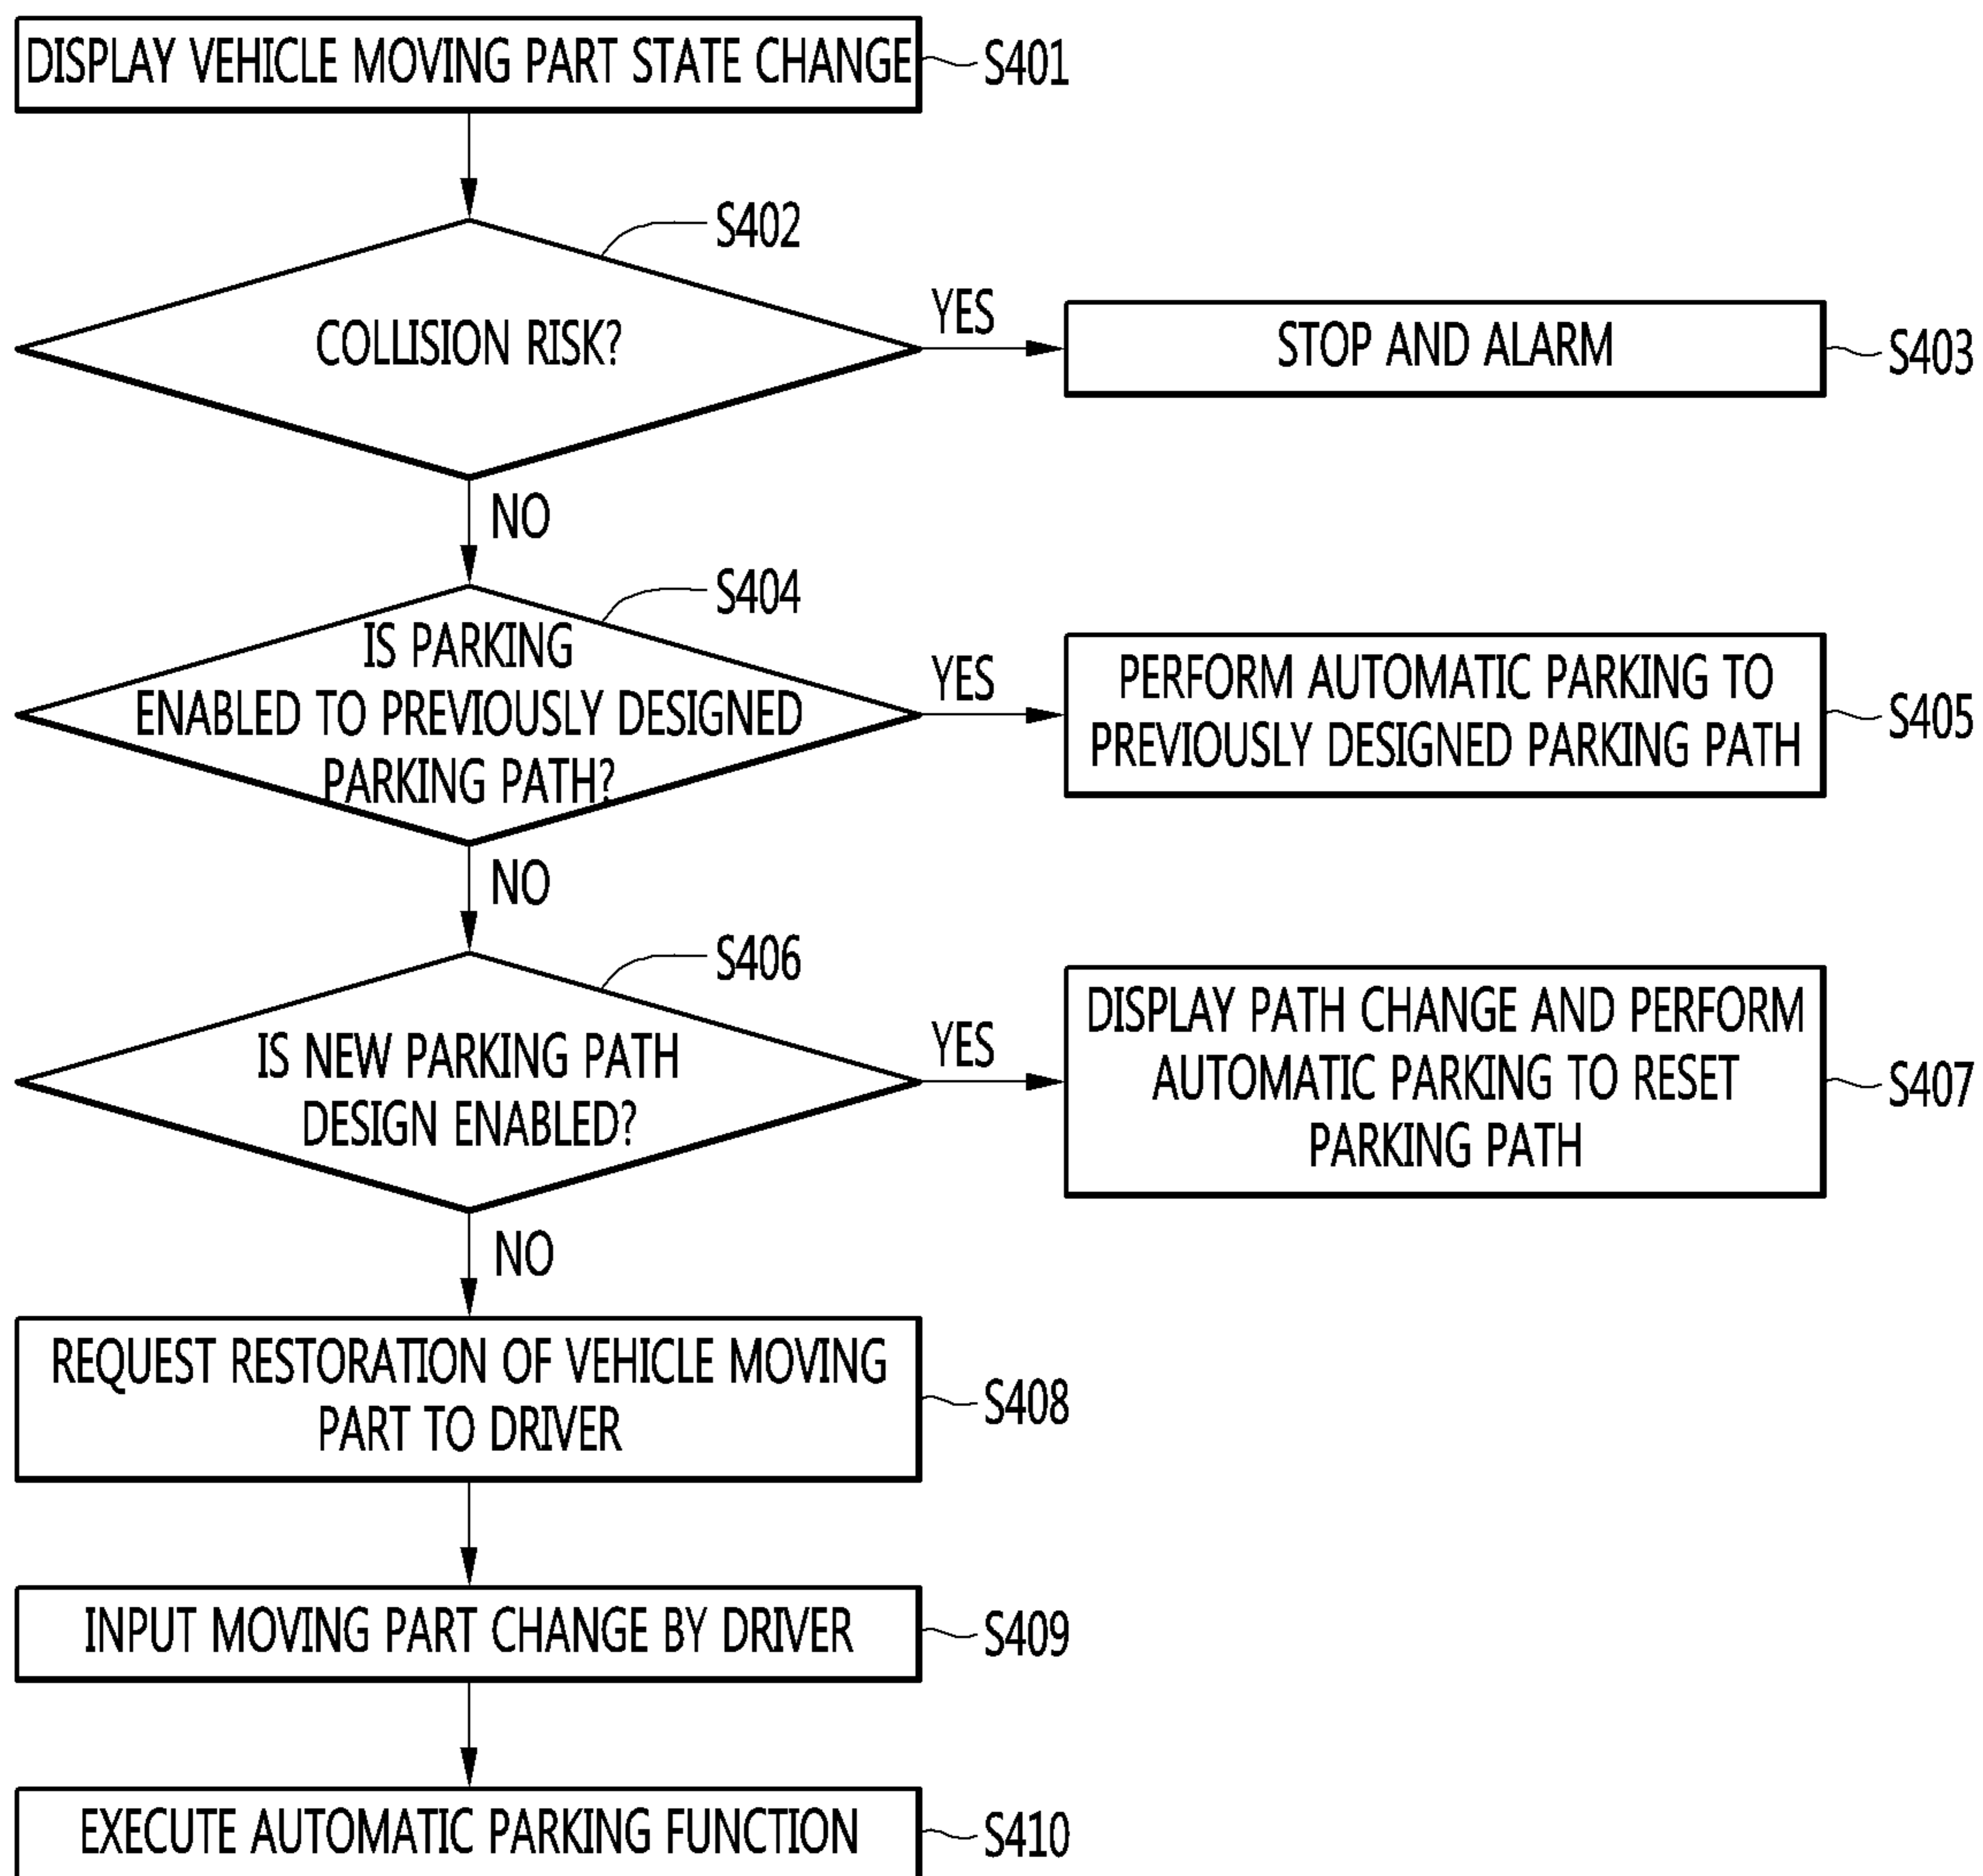 DISPLAY VEHICLE MOVING PART STATE CHANGE
S401
S402
COLLISION RISK?
YES
STOP AND ALARM
S403
NO
S404
IS PARKING
ENABLED TO PREVIOUSLY DESIGNED
PARKING PATH?
YES
PERFORM AUTOMATIC PARKING TO
PREVIOUSLY DESIGNED PARKING PATH
S405
NO
S406
IS NEW PARKING PATH
DESIGN ENABLED?
YES
DISPLAY PATH CHANGE AND PERFORM
AUTOMATIC PARKING TO RESET
PARKING PATH
S407
NO
REQUEST RESTORATION OF VEHICLE MOVING
PART TO DRIVER
S408
INPUT MOVING PART CHANGE BY DRIVER
S409
EXECUTE AUTOMATIC PARKING FUNCTION
S410